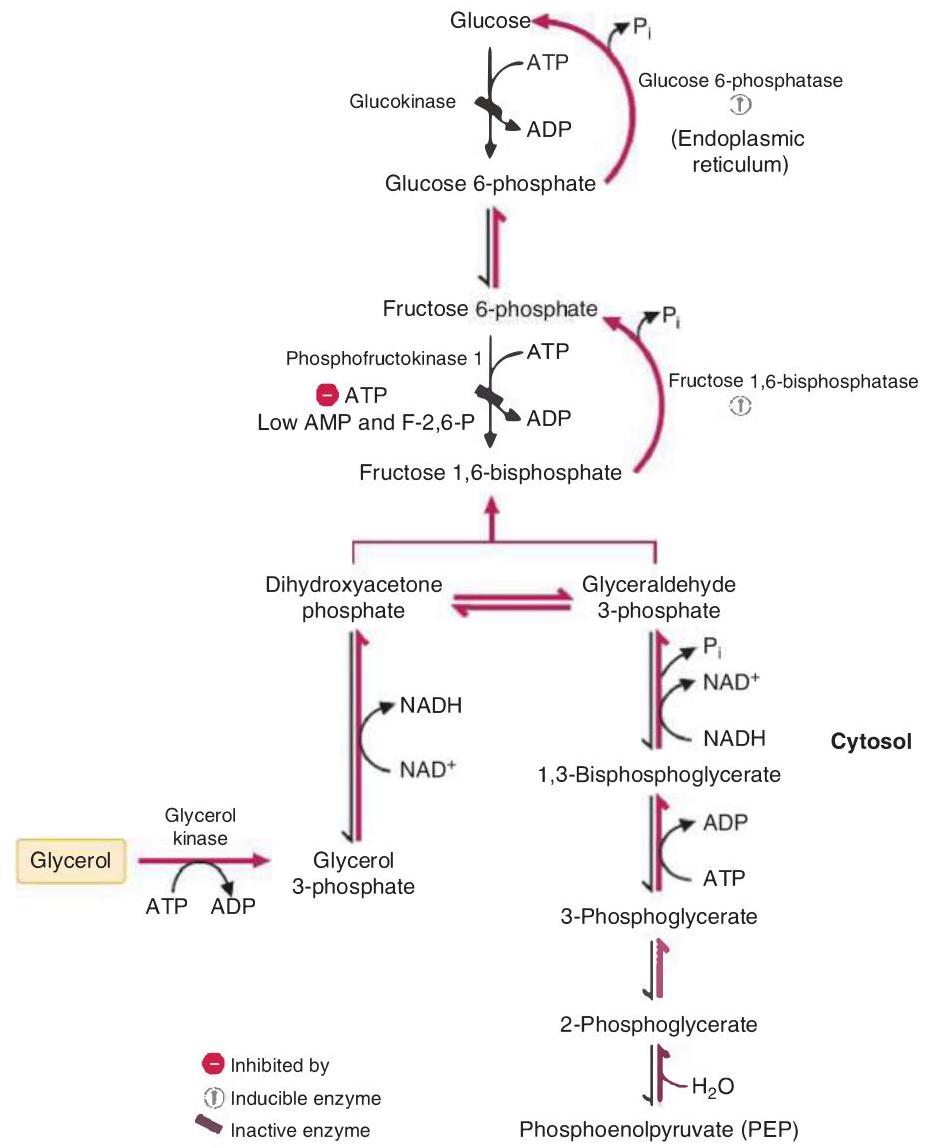 Glucose
Pi
ATP
Glucose 6-phosphatase
Glucokinase
ADP
(Endoplasmic
reticulum)
Glucose 6-phosphate
Fructose 6-phosphate
Pi
Phosphofructokinase 1
ATP
Fructose 1,6-bisphosphatase
− ATP
Low AMP and F-2,6-P
ADP
Fructose 1,6-bisphosphate
Dihydroxyacetone
phosphate
Glyceraldehyde
3-phosphate
Pi
NAD+
NADH
NADH
NAD+
Cytosol
1,3-Bisphosphoglycerate
Glycerol
kinase
ADP
ATP
Glycerol
ATP
ADP
Glycerol
3-phosphate
3-Phosphoglycerate
2-Phosphoglycerate
− Inhibited by
H2O
Inducible enzyme
Inactive enzyme
Phosphoenolpyruvate (PEP)